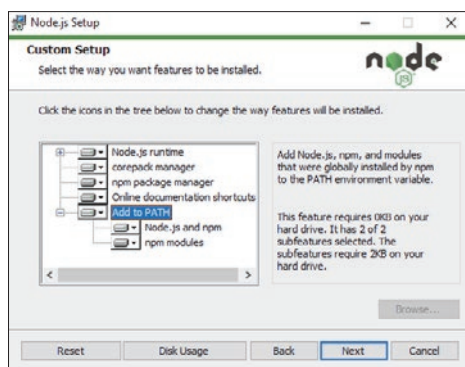 Node.js Setup
Custom Setup
Select the way you want features to be installed.
node
JS
Click the icons in the tree below to change the way features will be installed.
Node.js runtime
corepack manager
npm package manager
Online documentation shortcuts
Add to PATH
Node.js and npm
npm modules
Add Node.js, npm, and modules
that were globally installed by npm
to the PATH environment variable.
This feature requires 0KB on your
hard drive. It has 2 of 2
subfeatures selected. The
subfeatures require 2KB on your
hard drive.
Browse...
Reset
Disk Usage
Back
Next
Cancel